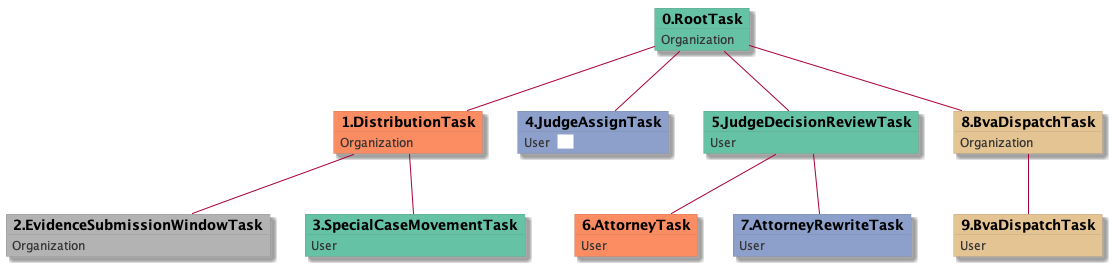 0.RootTask
Organization
1.DistributionTask
Organization
4.JudgeAssignTask
User
5.JudgeDecisionReviewTask
User
8.BvaDispatchTask
Organization
2.EvidenceSubmissionWindowTask
Organization
3.SpecialCaseMovementTask
User
6.AttorneyTask
User
7.AttorneyRewriteTask
User
9.BvaDispatchTask
User